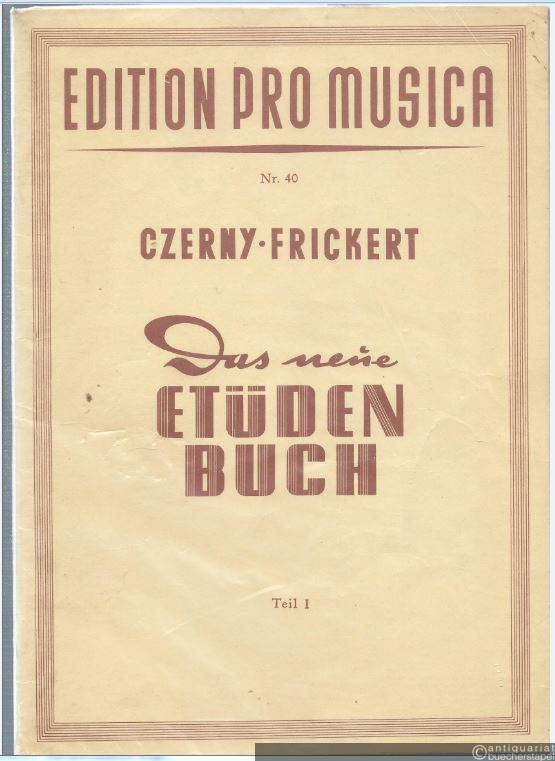 EDITION PRO MUSICA
Nr. 40
CZERNY·FRICKERT
Das neue
ETÜDEN
BUCH
Teil I
©antiquariat
buecherstapel